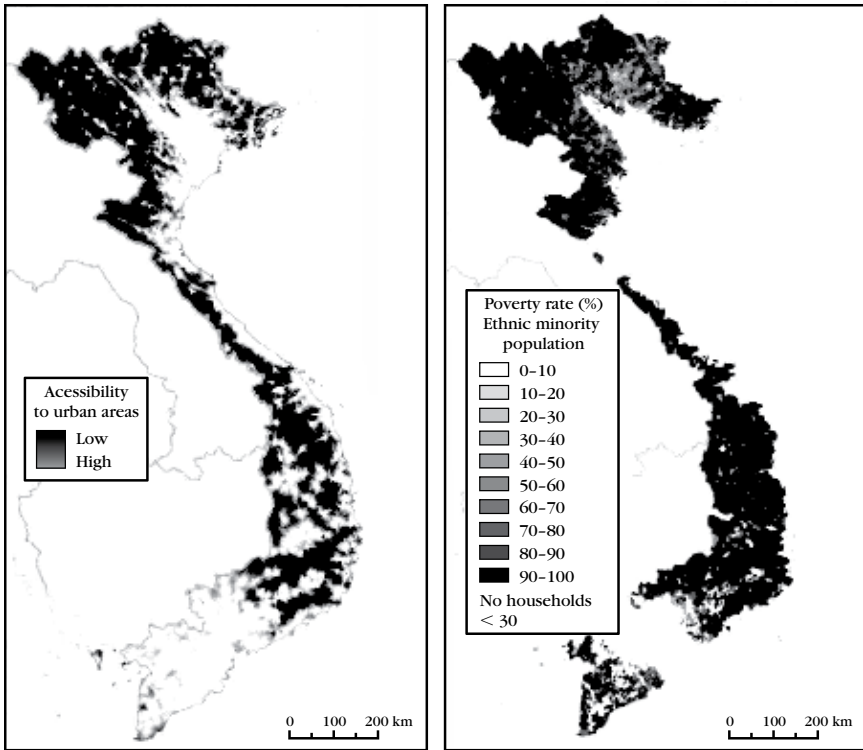 Acessibility
to urban areas
Low
High
0 100 200 km
Poverty rate (%)
Ethnic minority
population
0–10
10–20
20–30
30–40
40–50
50–60
60–70
70–80
80–90
90–100
No households
< 30
0 100 200 km